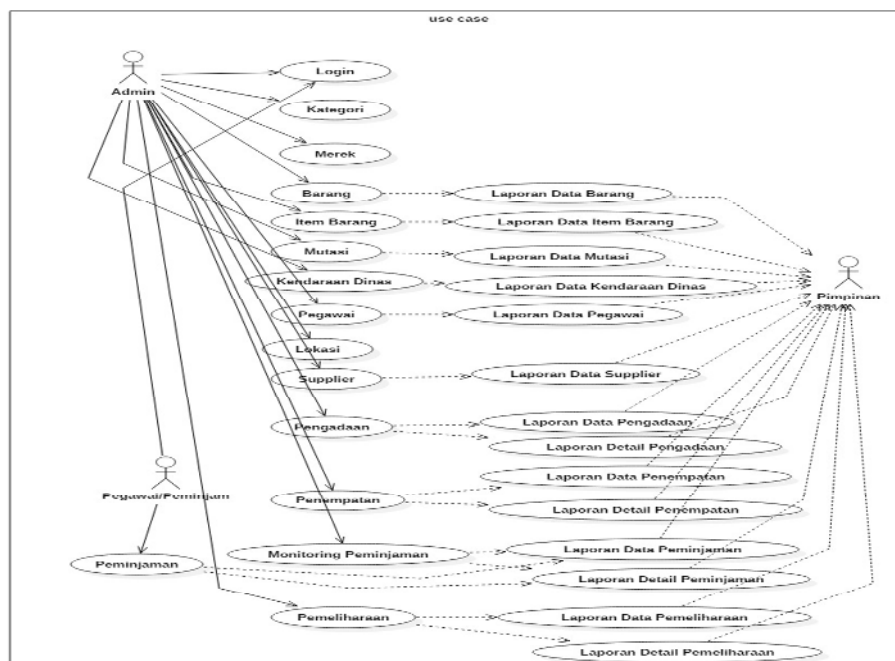 use case
Admin
Login
Kategori
Merek
Barang
Laporan Data Barang
Item Barang
Laporan Data Item Barang
Mutasi
Laporan Data Mutasi
Kendaraan Dinas
Laporan Data Kendaraan Dinas
Pimpinan
Pegawai
Laporan Data Pegawai
Lokasi
Supplier
Laporan Data Supplier
Pengadaan
Laporan Data Pengadaan
Laporan Detail Pengadaan
Pegawai/Peminjam
Penempatan
Laporan Data Penempatan
Laporan Detail Penempatan
Monitoring Peminjaman
Laporan Data Peminjaman
Peminjaman
Laporan Detail Peminjaman
Pemeliharaan
Laporan Data Pemeliharaan
Laporan Detail Pemeliharaan